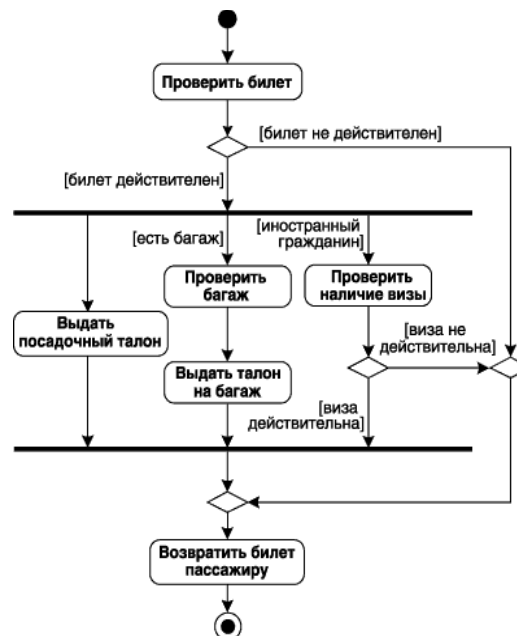 Проверить билет
[билет не действителен]
[билет действителен]
[есть багаж]
[иностранный
гражданин]
Проверить
багаж
Проверить
наличие визы
Выдать
посадочный талон
[виза не
действительна]
Выдать талон
на багаж
[виза
действительна]
Возвратить билет
пассажиру